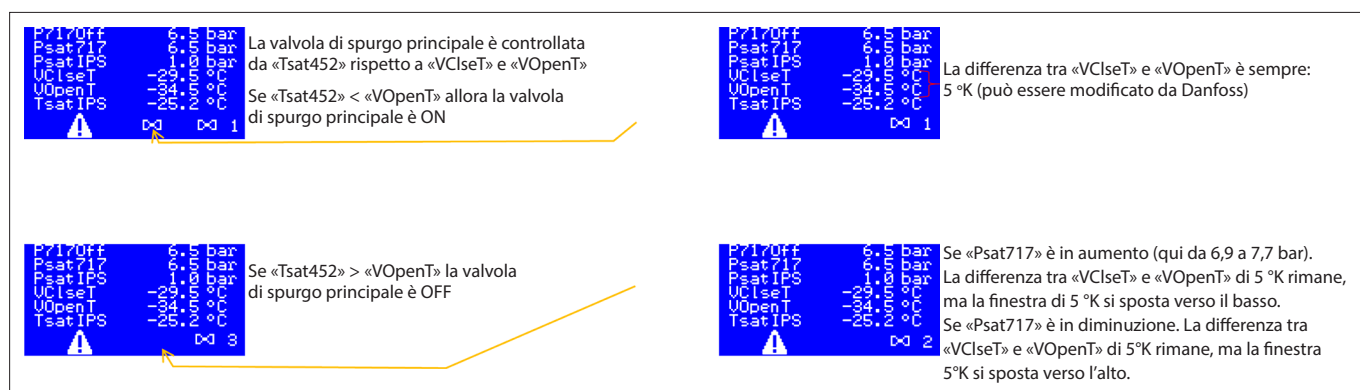 P717Off 6.5 bar
Psat717 6.5 bar
PsatIPS 1.0 bar
VClseT -29.5 °C
VOpenT -34.5 °C
TsatIPS -25.2 °C
1
La valvola di spurgo principale è controllata
da «Tsat452» rispetto a «VClseT» e «VOpenT»
Se «Tsat452» < «VOpenT» allora la valvola
di spurgo principale è ON
P717Off 6.5 bar
Psat717 6.5 bar
PsatIPS 1.0 bar
VClseT -29.5 °C
VOpenT -34.5 °C
TsatIPS -25.2 °C
1
La differenza tra «VClseT» e «VOpenT» è sempre:
5 °K (può essere modificato da Danfoss)
P717Off 6.5 bar
Psat717 6.5 bar
PsatIPS 1.0 bar
VClseT -29.5 °C
VOpenT -34.5 °C
TsatIPS -25.2 °C
3
Se «Tsat452» > «VOpenT» la valvola
di spurgo principale è OFF
P717Off 6.5 bar
Psat717 6.5 bar
PsatIPS 1.0 bar
VClseT -29.5 °C
VOpenT -34.5 °C
TsatIPS -25.2 °C
2
Se «Psat717» è in aumento (qui da 6,9 a 7,7 bar).
La differenza tra «VClseT» e «VOpenT» di 5 °K rimane,
ma la finestra di 5 °K si sposta verso il basso.
Se «Psat717» è in diminuzione. La differenza tra
«VClseT» e «VOpenT» di 5°K rimane, ma la finestra
5°K si sposta verso l'alto.